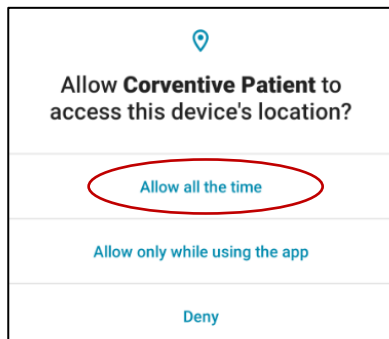 Allow Corventive Patient to
access this device's location?
Allow all the time
Allow only while using the app
Deny